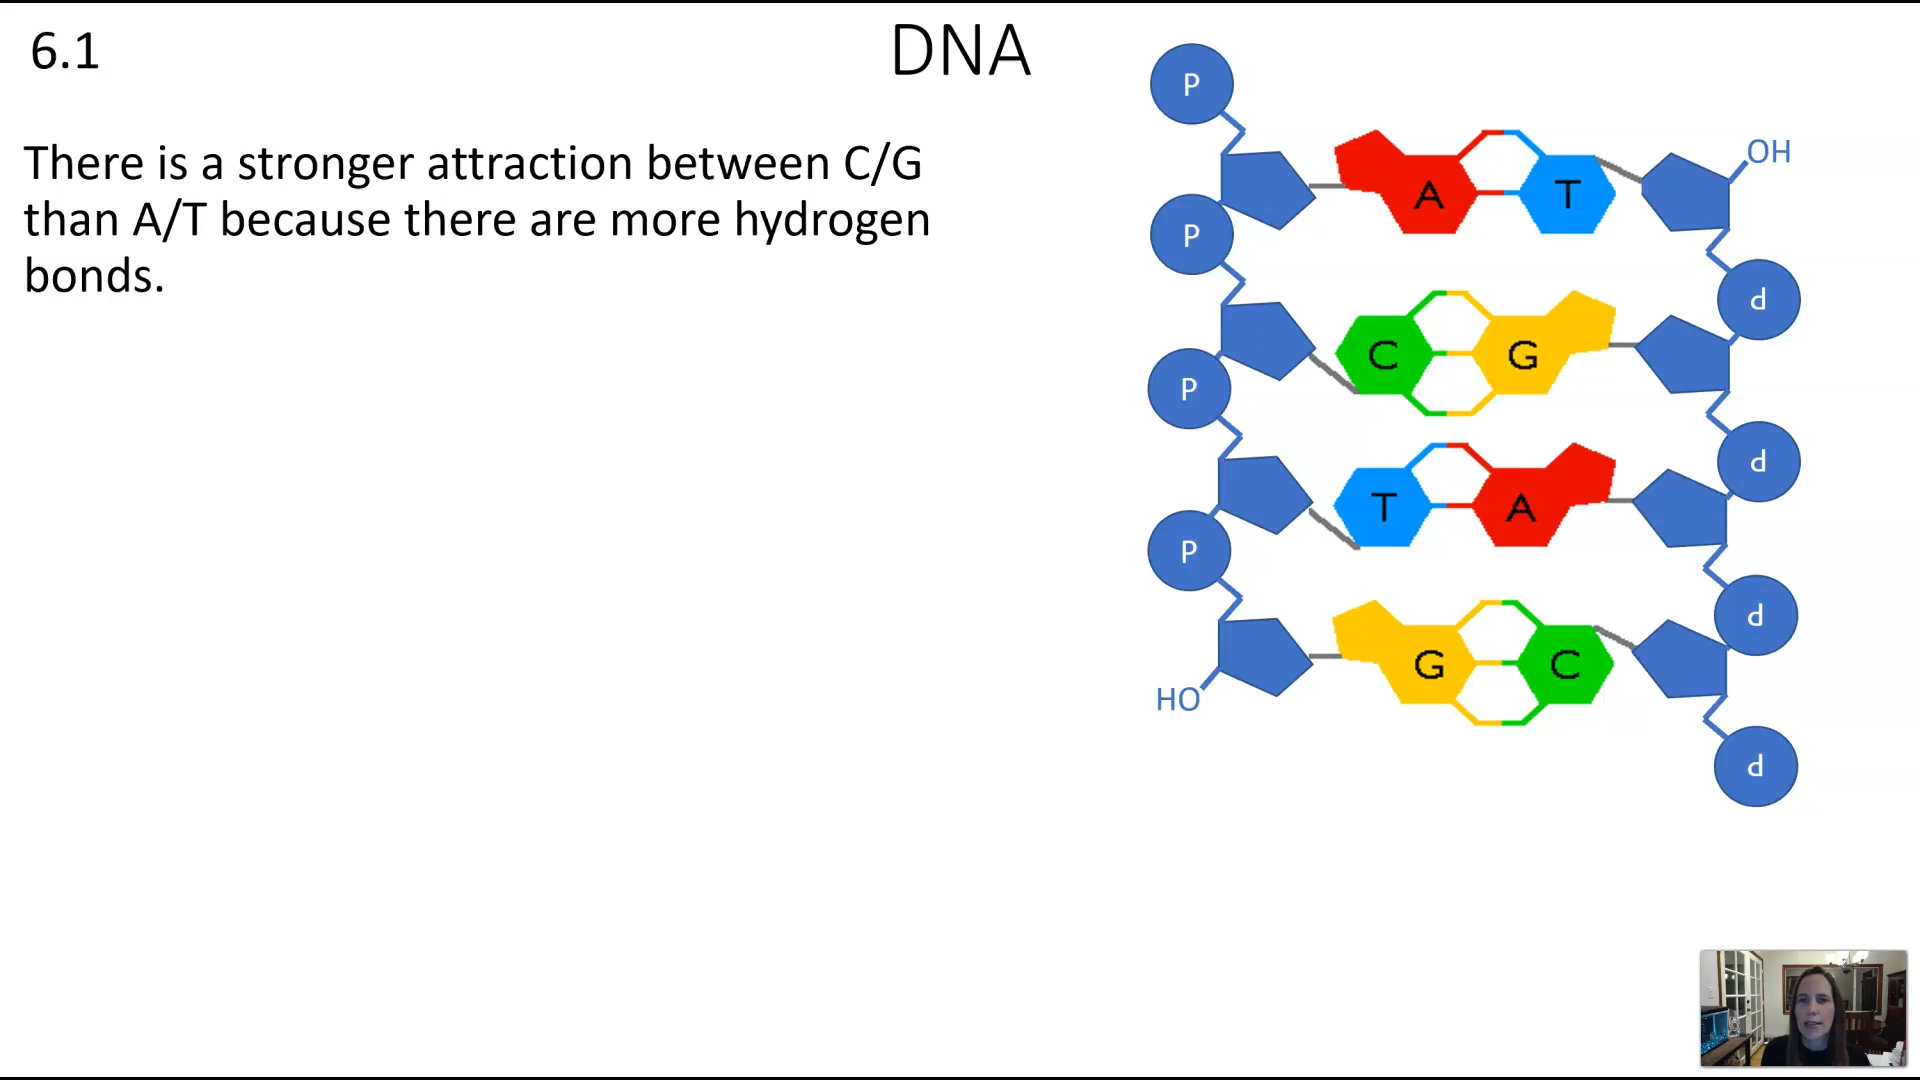 6.1
DNA
There is a stronger attraction between C/G
than A/T because there are more hydrogen
bonds.
P
A T
OH
P
P
C G
P
P
T A
P
P
G C
HO
P